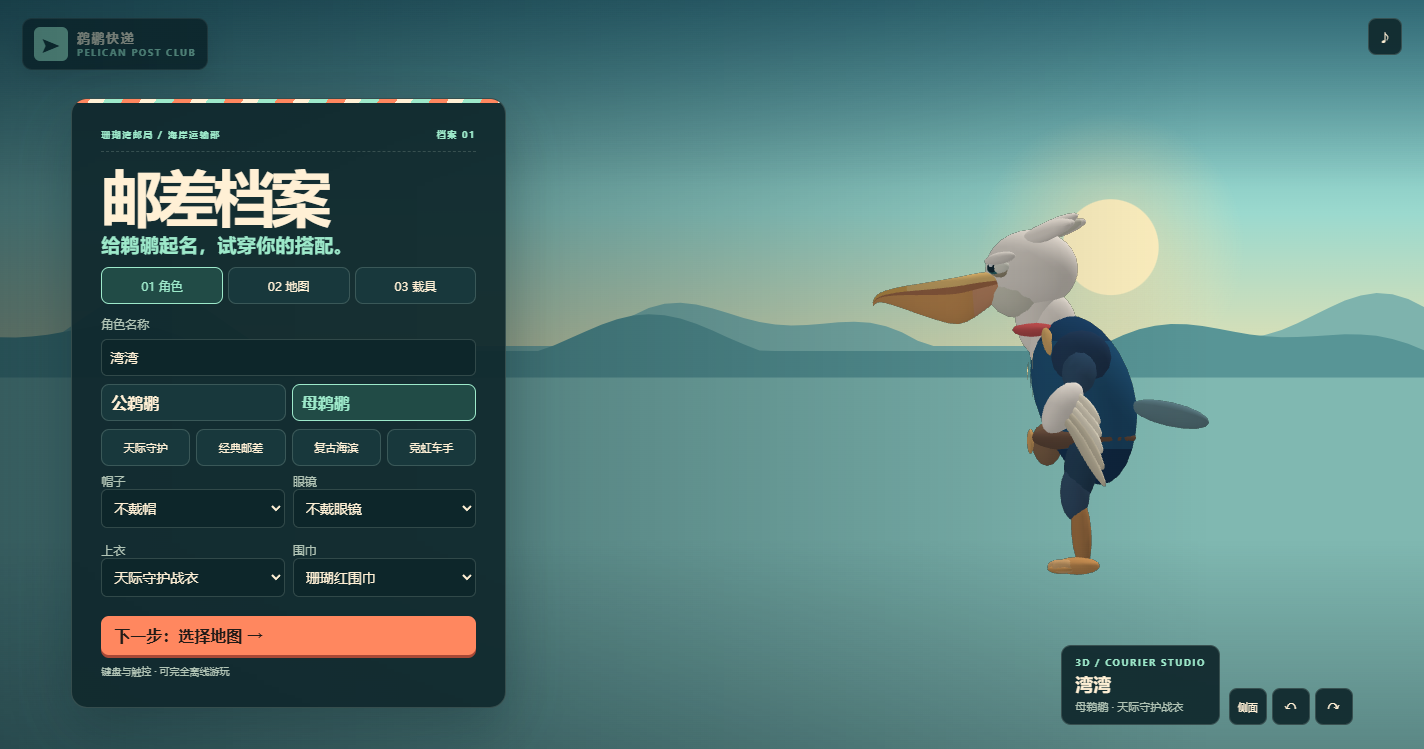 鹈鹕快递
PELICAN POST CLUB
♪
珊瑚湾邮局 / 海岸运输部
档案 01
邮差档案
给鹈鹕起名，试穿你的搭配。
01 角色
02 地图
03 载具
角色名称
湾湾
公鹈鹕
母鹈鹕
天际守护
经典邮差
复古海滨
霓虹车手
帽子
眼镜
不戴帽
不戴眼镜
上衣
围巾
天际守护战衣
珊瑚红围巾
下一步：选择地图 →
键盘与触控 · 可完全离线游玩
3D / COURIER STUDIO
湾湾
母鹈鹕 · 天际守护战衣
侧面